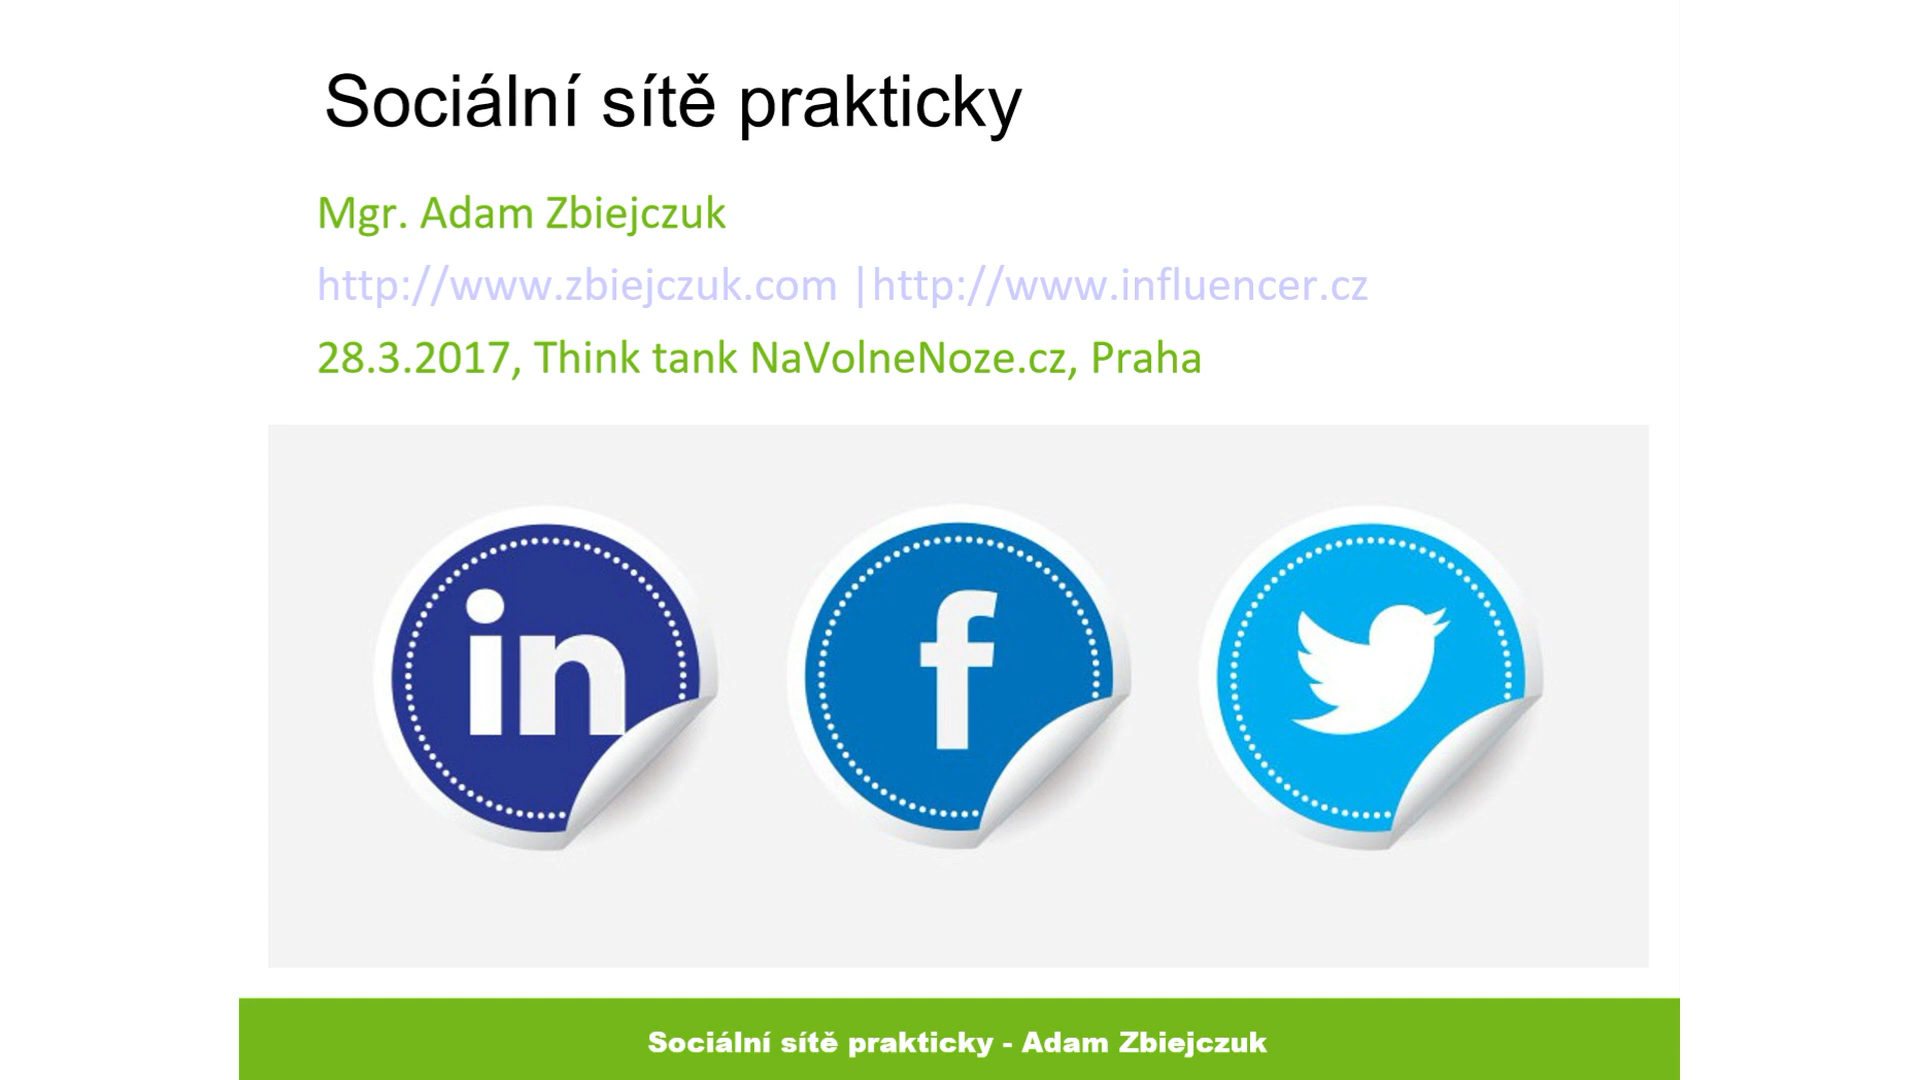 Sociální sítě prakticky
Mgr. Adam Zbiejczuk
http://www.zbiejczuk.com |http://www.influencer.cz
28.3.2017, Think tank NaVolneNoze.cz, Praha
in f
Sociální sítě prakticky - Adam Zbiejczuk